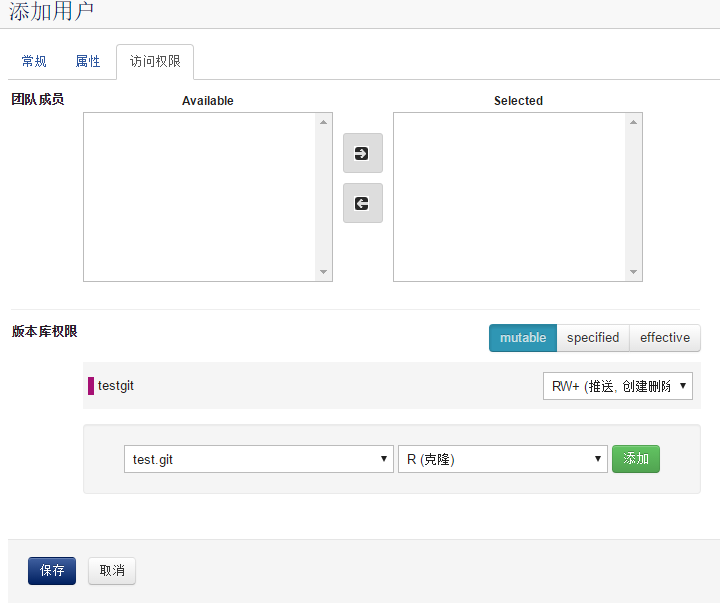 添加用户
常规 属性 访问权限
团队成员
Available Selected
版本库权限
mutable specified effective
testgit RW+ (推送, 创建删除
test.git R (克隆) 添加
保存 取消